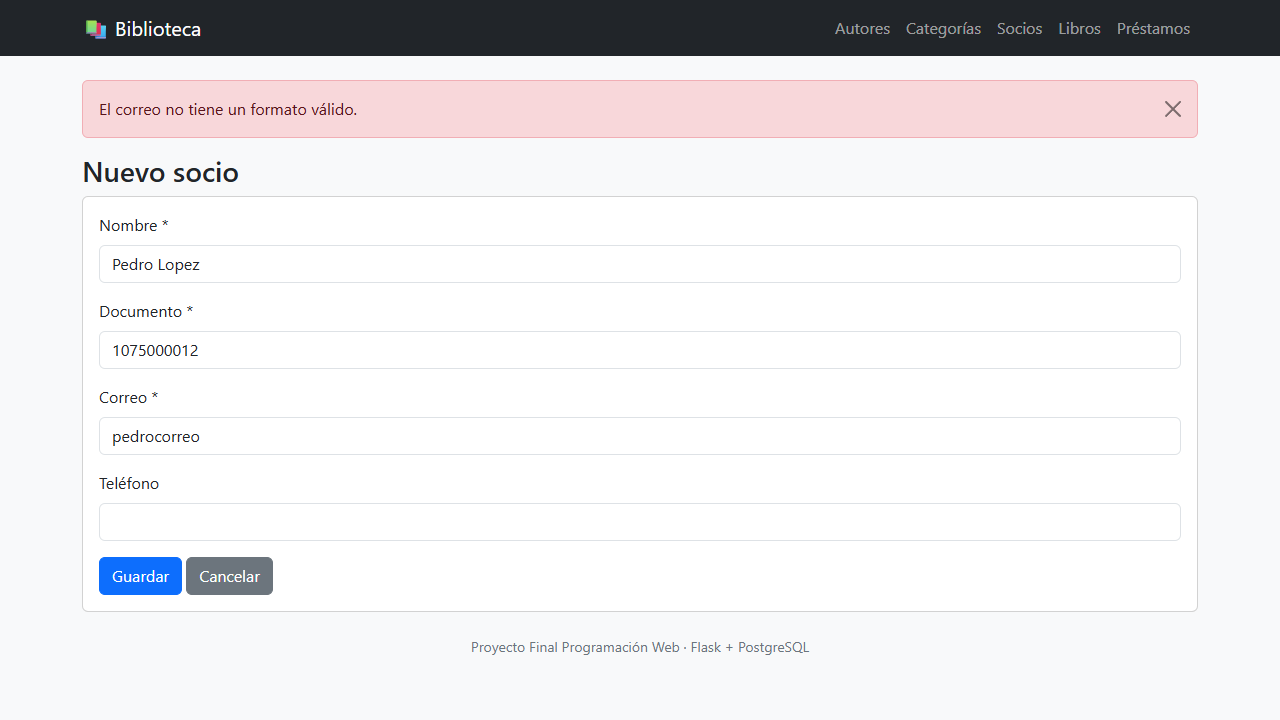 Biblioteca
Autores Categorías Socios Libros Préstamos
El correo no tiene un formato válido.
Nuevo socio
Nombre *
Pedro Lopez
Documento *
1075000012
Correo *
pedrocorreo
Teléfono
Guardar Cancelar
Proyecto Final Programación Web · Flask + PostgreSQL